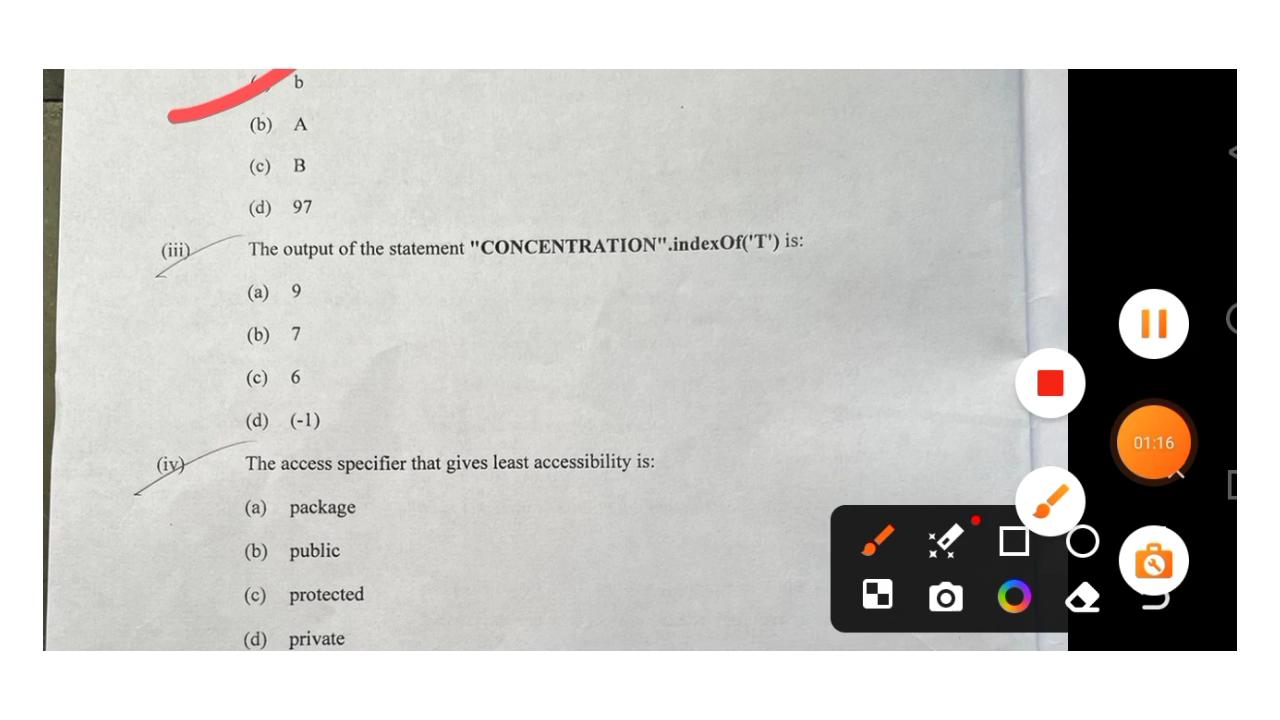 b
(b) A
(c) B
(d) 97
(iii) The output of the statement "CONCENTRATION".indexOf('T') is:
(a) 9
(b) 7
(c) 6
(d) (-1)
(iv) The access specifier that gives least accessibility is:
(a) package
(b) public
(c) protected
(d) private
01:16